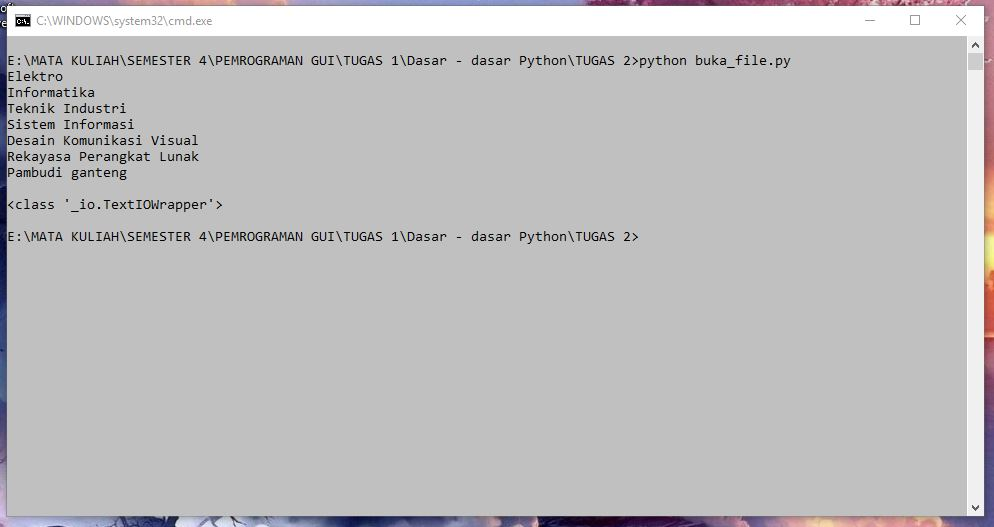 C:\WINDOWS\system32\cmd.exe
E:\MATA KULIAH\SEMESTER 4\PEMROGRAMAN GUI\TUGAS 1\Dasar - dasar Python\TUGAS 2>python buka_file.py
Elektro
Informatika
Teknik Industri
Sistem Informasi
Desain Komunikasi Visual
Rekayasa Perangkat Lunak
Pambudi ganteng
<class '_io.TextIOWrapper'>
E:\MATA KULIAH\SEMESTER 4\PEMROGRAMAN GUI\TUGAS 1\Dasar - dasar Python\TUGAS 2>